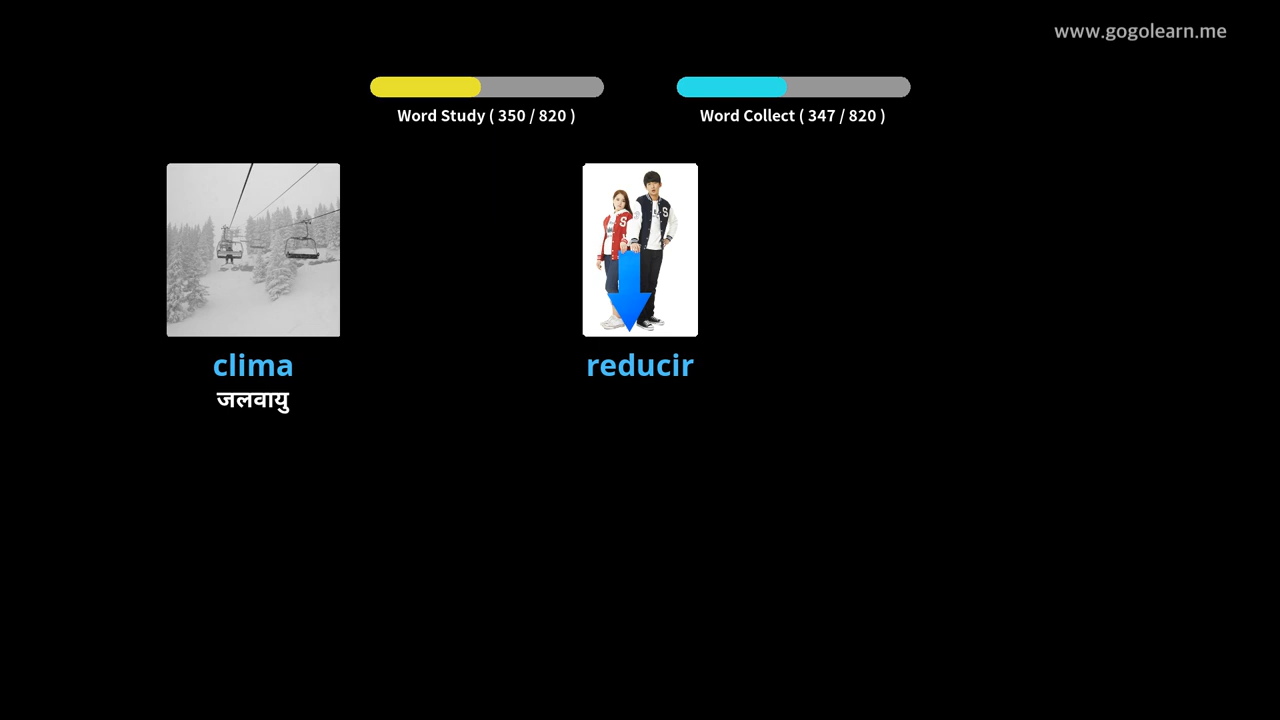 www.gogolearn.me
Word Study ( 350 / 820 )
Word Collect ( 347 / 820 )
S
S
clima
reducir
जलवायु